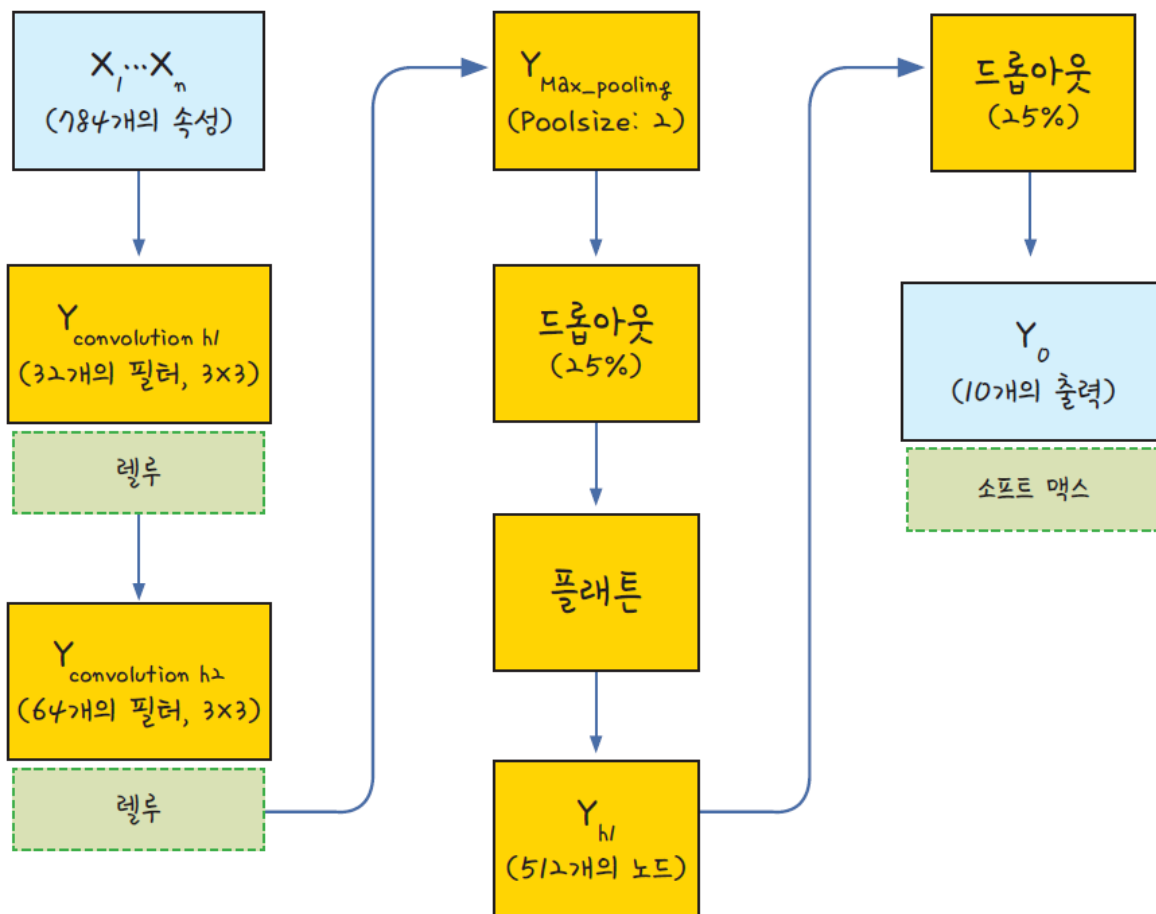 X1...Xn
(784개의 속성)
Yconvolution h1
(32개의 필터, 3×3)
렐루
Yconvolution h2
(64개의 필터, 3×3)
렐루
YMax_pooling
(Poolsize: 2)
드롭아웃
(25%)
플래튼
Yh1
(512개의 노드)
드롭아웃
(25%)
Y0
(10개의 출력)
소프트 맥스